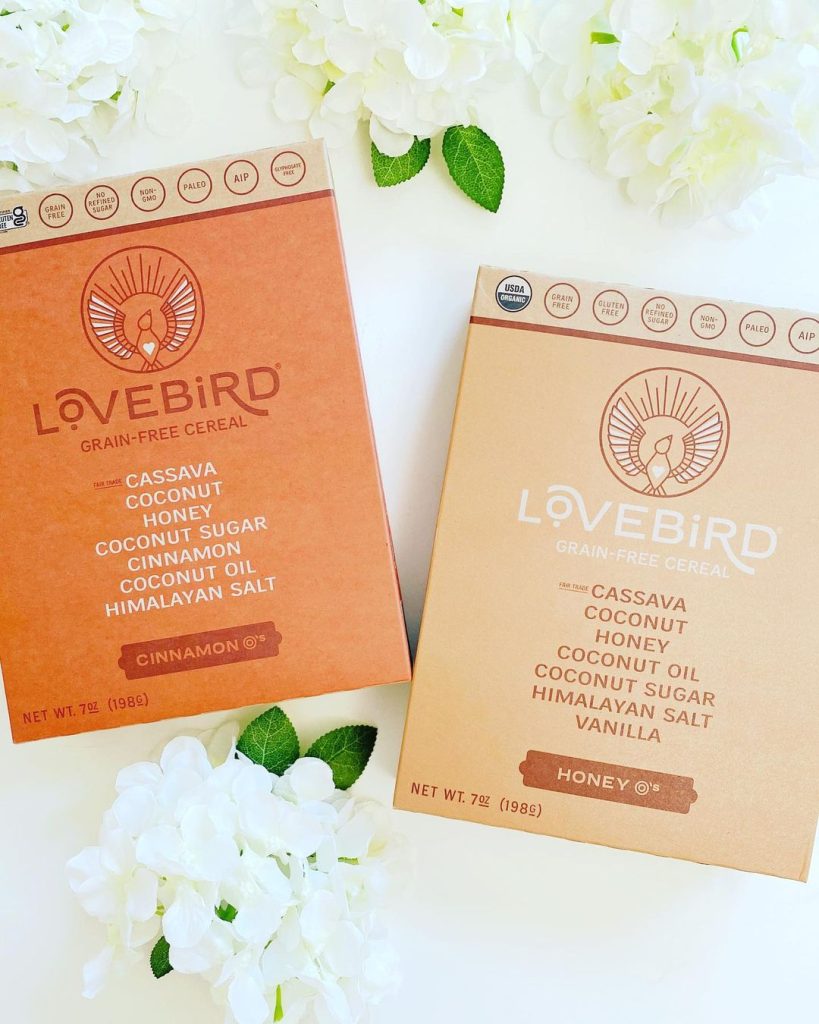 GLUTEN FREE
GRAIN FREE
NO REFINED SUGAR
NON-GMO
PALEO
AIP
GLYPHOSATE FREE
LOVEBIRD®
GRAIN-FREE CEREAL
FAIR TRADE CASSAVA
COCONUT
HONEY
COCONUT SUGAR
CINNAMON
COCONUT OIL
HIMALAYAN SALT
CINNAMON O's
NET WT. 7OZ (198G)
USDA ORGANIC
GRAIN FREE
GLUTEN FREE
NO REFINED SUGAR
NON-GMO
PALEO
AIP
LOVEBIRD®
GRAIN-FREE CEREAL
FAIR TRADE CASSAVA
COCONUT
HONEY
COCONUT OIL
COCONUT SUGAR
HIMALAYAN SALT
VANILLA
HONEY O's
NET WT. 7OZ (198G)